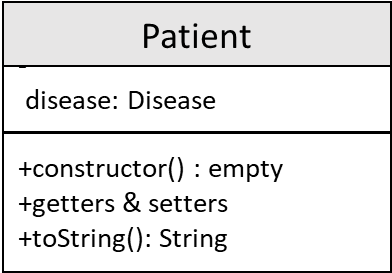 Patient
disease: Disease
+constructor() : empty
+getters & setters
+toString(): String